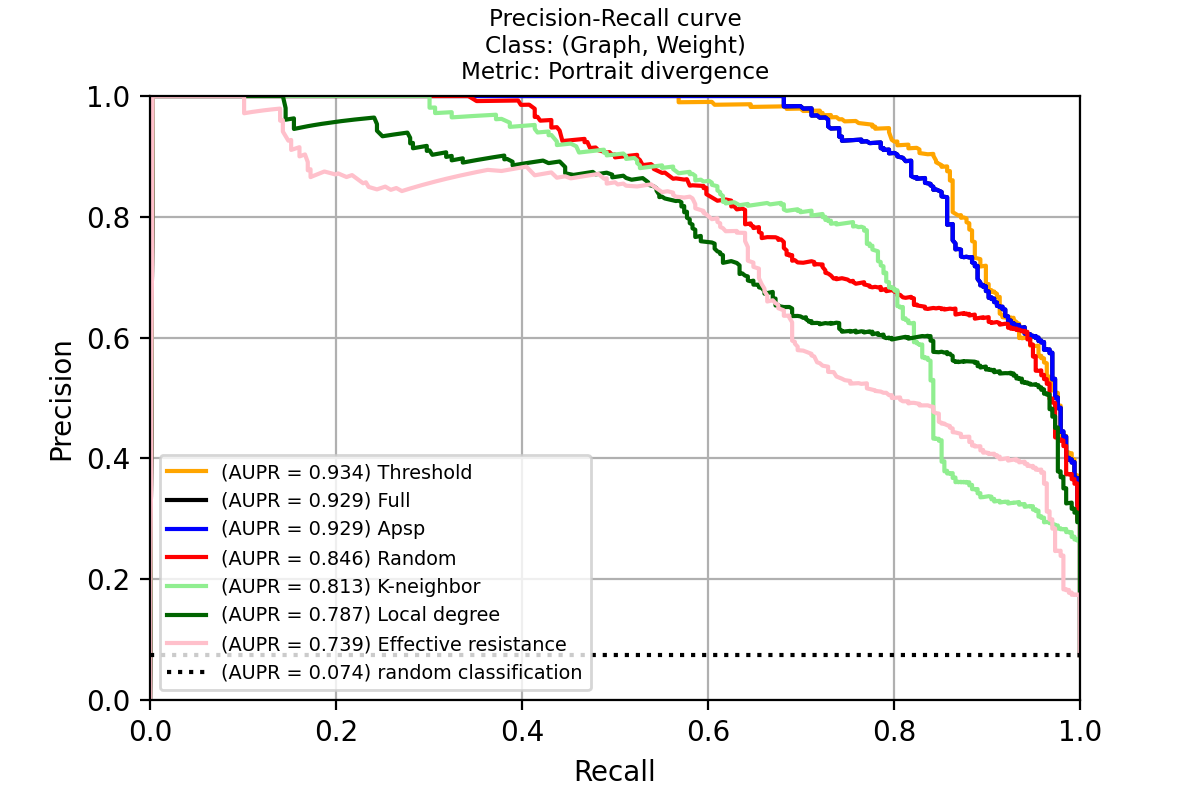 Precision-Recall curve
Class: (Graph, Weight)
Metric: Portrait divergence
1.0
0.8
0.6
0.4
0.2
0.0
Precision
(AUPR = 0.934) Threshold
(AUPR = 0.929) Full
(AUPR = 0.929) Apsp
(AUPR = 0.846) Random
(AUPR = 0.813) K-neighbor
(AUPR = 0.787) Local degree
(AUPR = 0.739) Effective resistance
(AUPR = 0.074) random classification
0.0 0.2 0.4 0.6 0.8 1.0
Recall